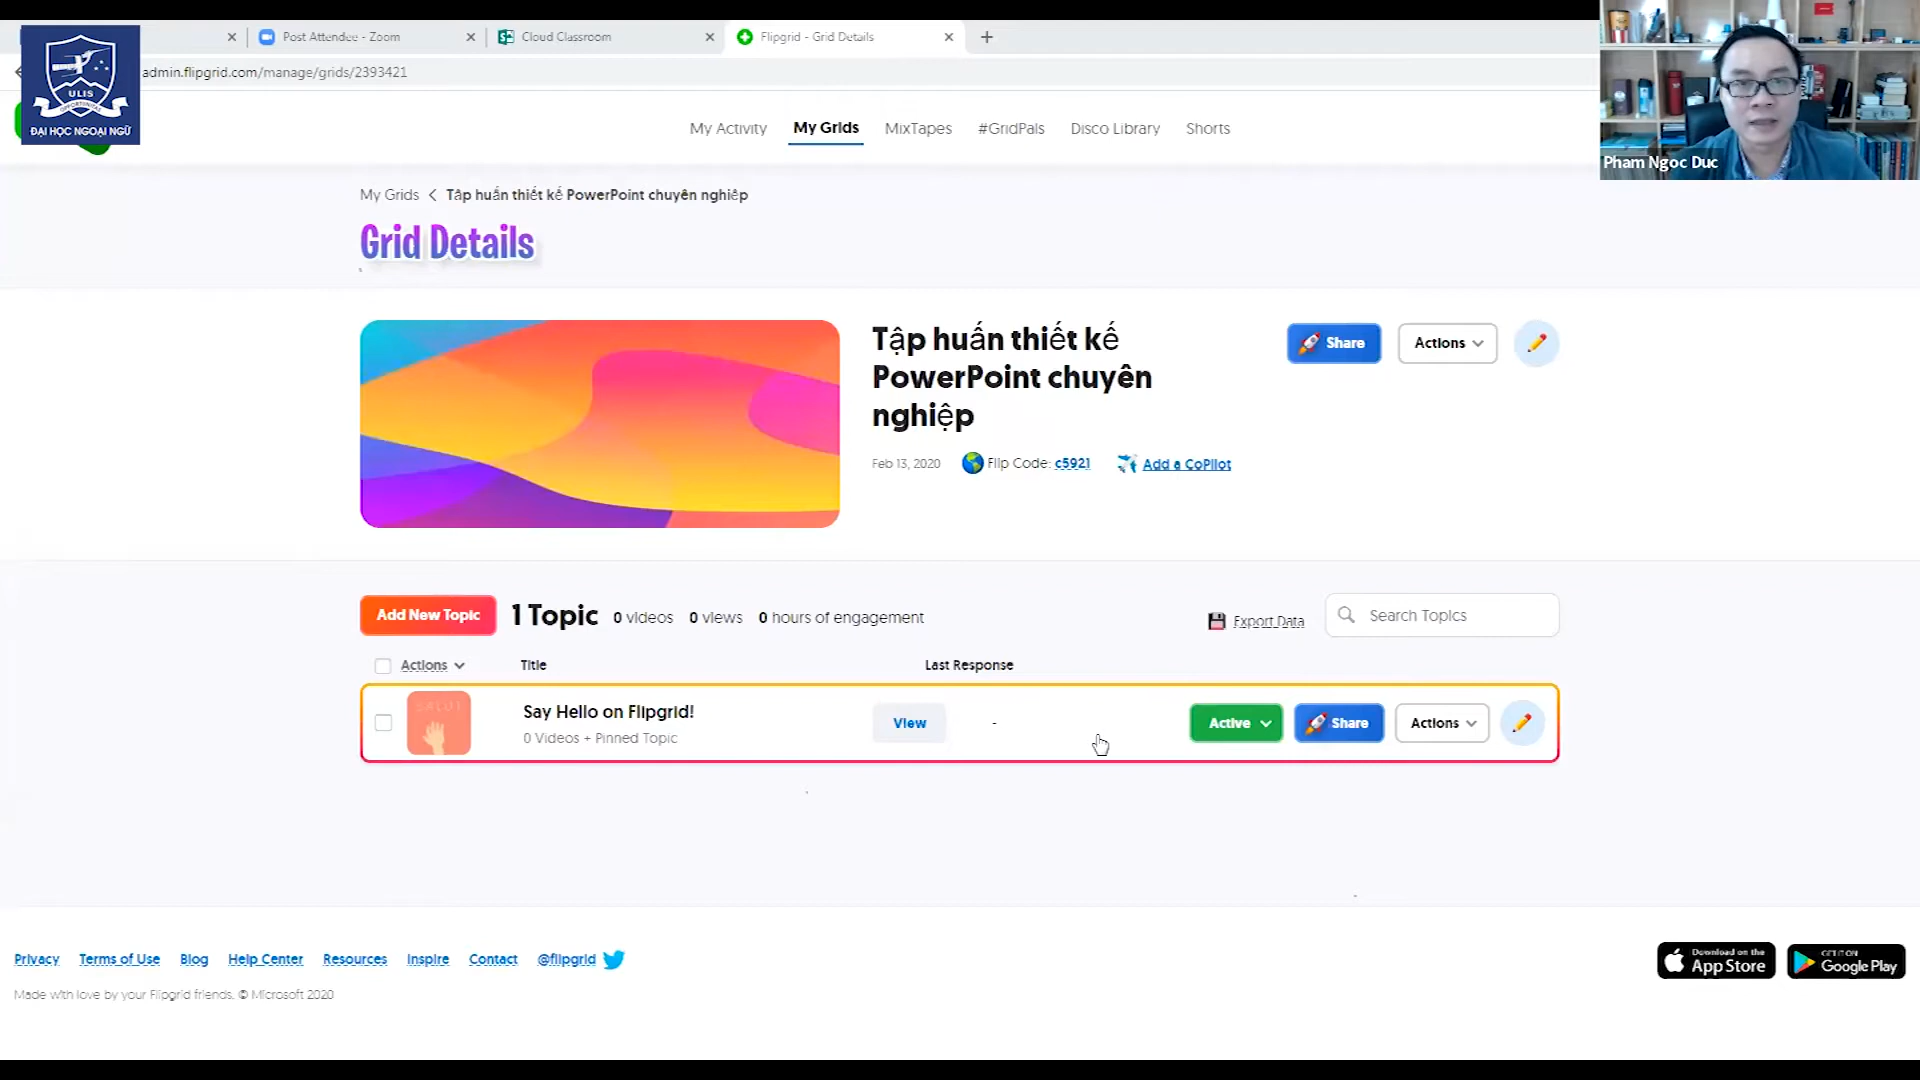 Post Attendee - Zoom
Cloud Classroom
Flipgrid - Grid Details
admin.flipgrid.com/manage/grids/2393421
ULIS
ĐẠI HỌC NGOẠI NGỮ
My Activity
My Grids
MixTapes
#GridPals
Disco Library
Shorts
Pham Ngoc Duc
My Grids < Tập huấn thiết kế PowerPoint chuyên nghiệp
Grid Details
Tập huấn thiết kế
PowerPoint chuyên
nghiệp
Share
Actions
Feb 13, 2020
Flip Code: c5921
Add a CoPilot
Add New Topic
1 Topic
0 videos
0 views
0 hours of engagement
Export Data
Search Topics
Actions
Title
Last Response
Say Hello on Flipgrid!
0 Videos + Pinned Topic
View
-
Active
Share
Actions
Privacy
Terms of Use
Blog
Help Center
Resources
Inspire
Contact
@flipgrid
Download on the
App Store
GET IT ON
Google Play
Made with love by your Flipgrid friends. © Microsoft 2020